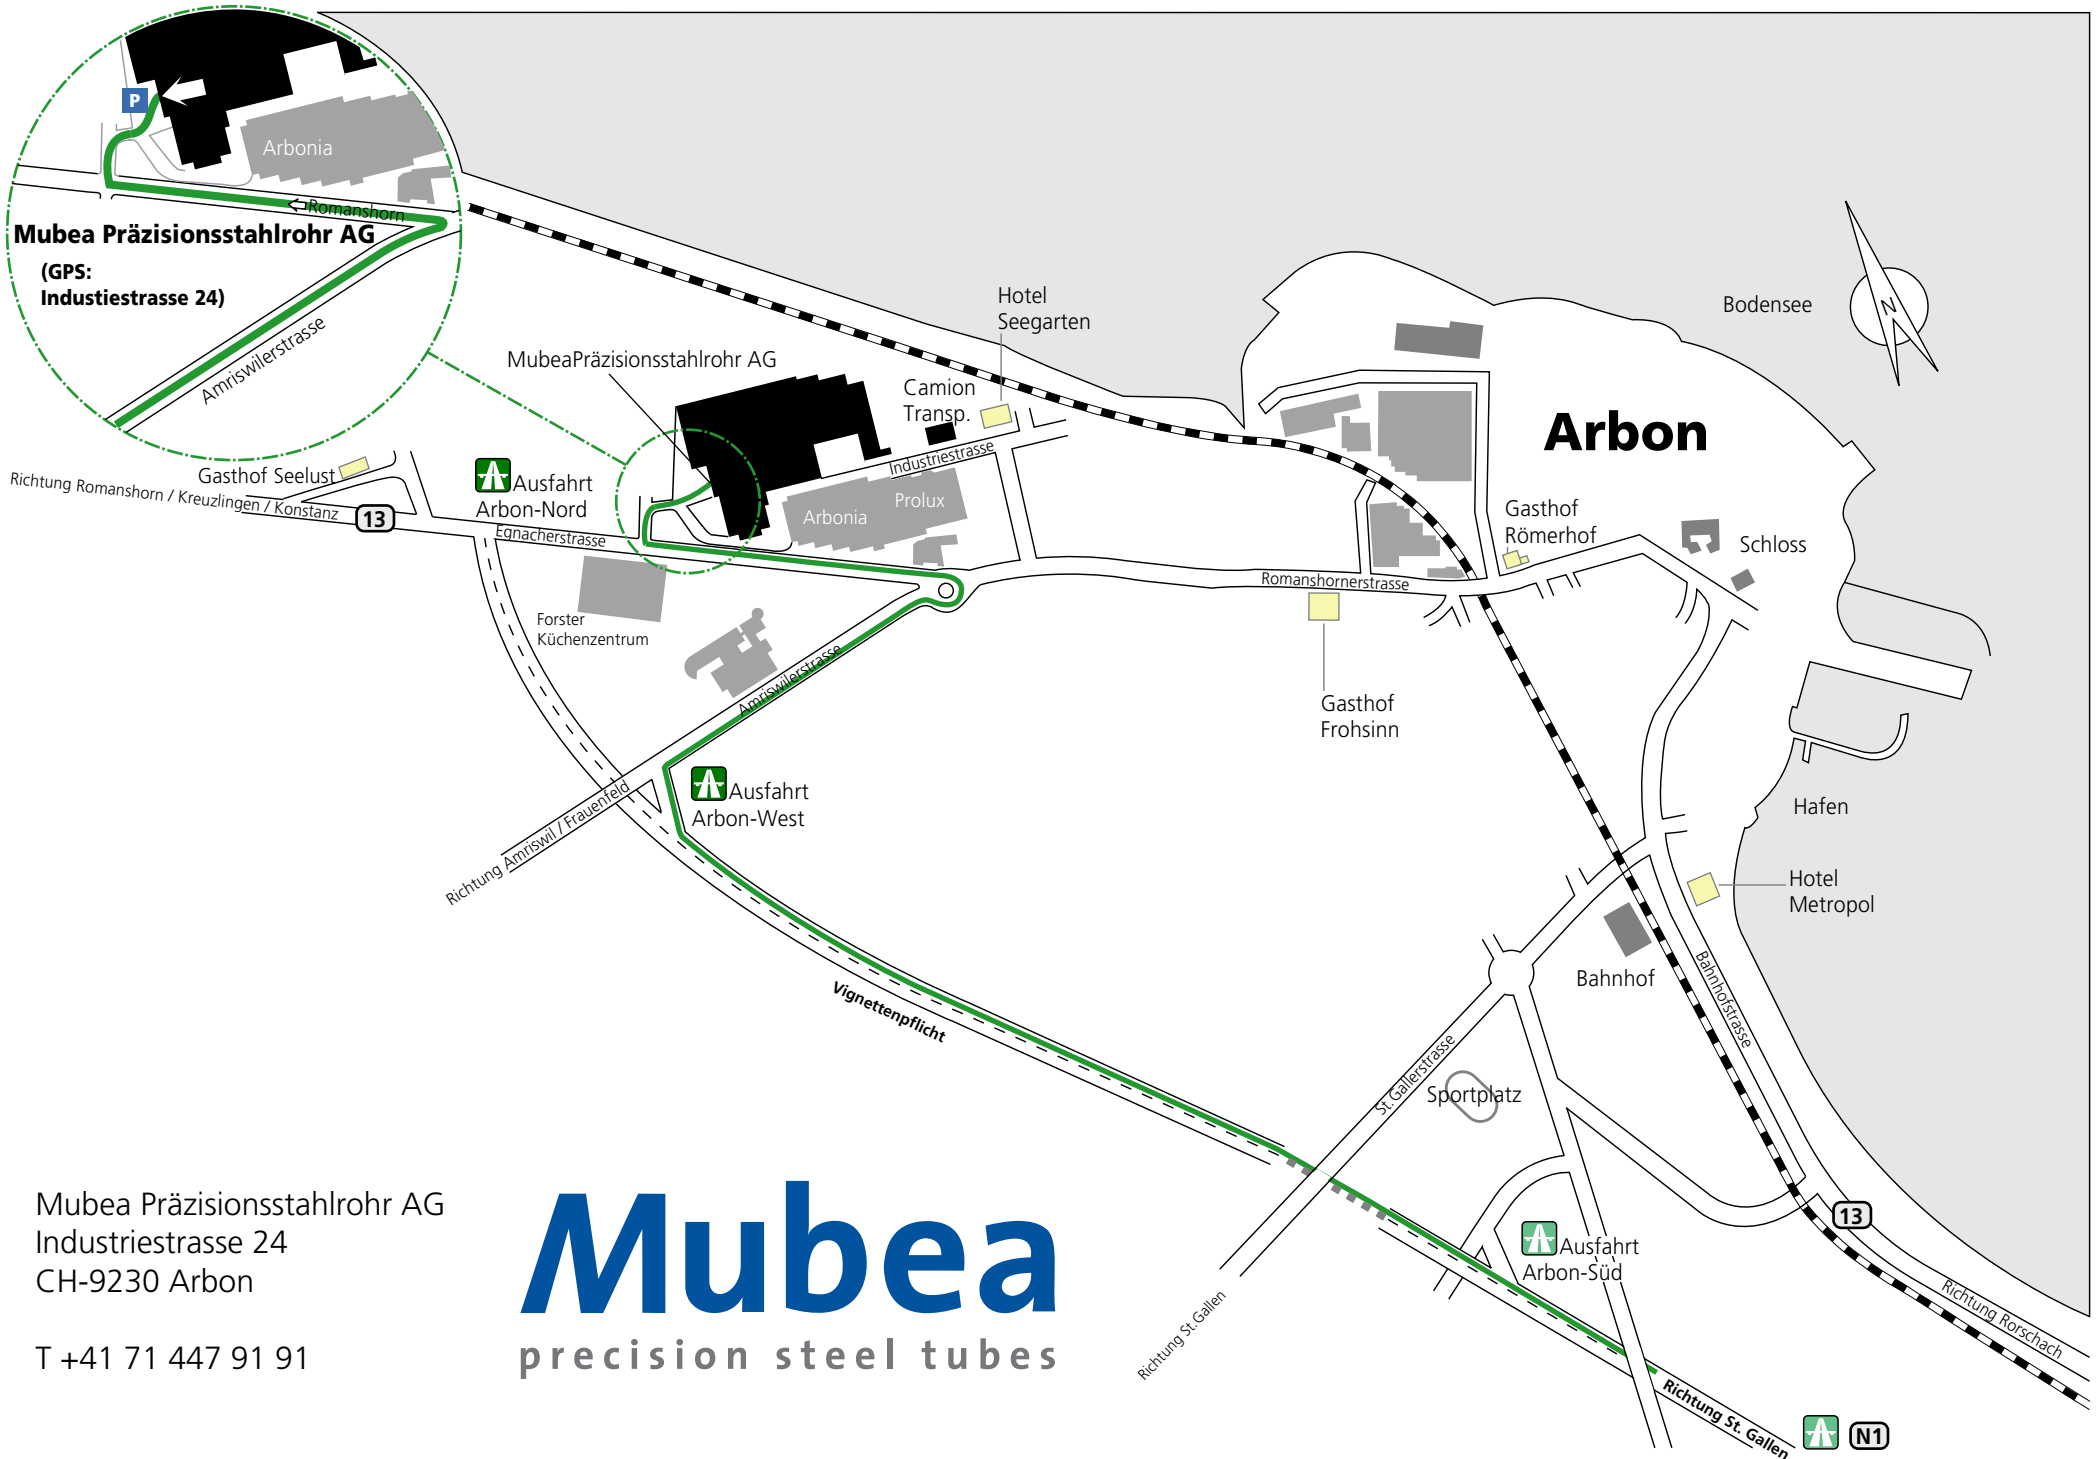 P
Arbonia
Romanshorn
Mubea Präzisionsstahlrohr AG
(GPS:
Industiestrasse 24)
Amriswilerstrasse
Hotel
Seegarten
Bodensee
N
MubeaPräzisionsstahlrohr AG
Camion
Transp.
Arbon
Gasthof Seelust
Richtung Romanshorn / Kreuzlingen / Konstanz
13
Ausfahrt
Arbon-Nord
Egnacherstrasse
Industriestrasse
Prolux
Arbonia
Gasthof
Römerhof
Schloss
Romanshornerstrasse
Forster
Küchenzentrum
Amriswilerstrasse
Gasthof
Frohsinn
Ausfahrt
Arbon-West
Richtung Amriswil / Frauenfeld
Hafen
Hotel
Metropol
Bahnhof
Bahnhofstrasse
Vignettenpflicht
St.Gallerstrasse
Sportplatz
13
Ausfahrt
Arbon-Süd
Richtung St.Gallen
Richtung Rorschach
Richtung St. Gallen
N1
Mubea Präzisionsstahlrohr AG
Industriestrasse 24
CH-9230 Arbon
T +41 71 447 91 91
Mubea
precision steel tubes